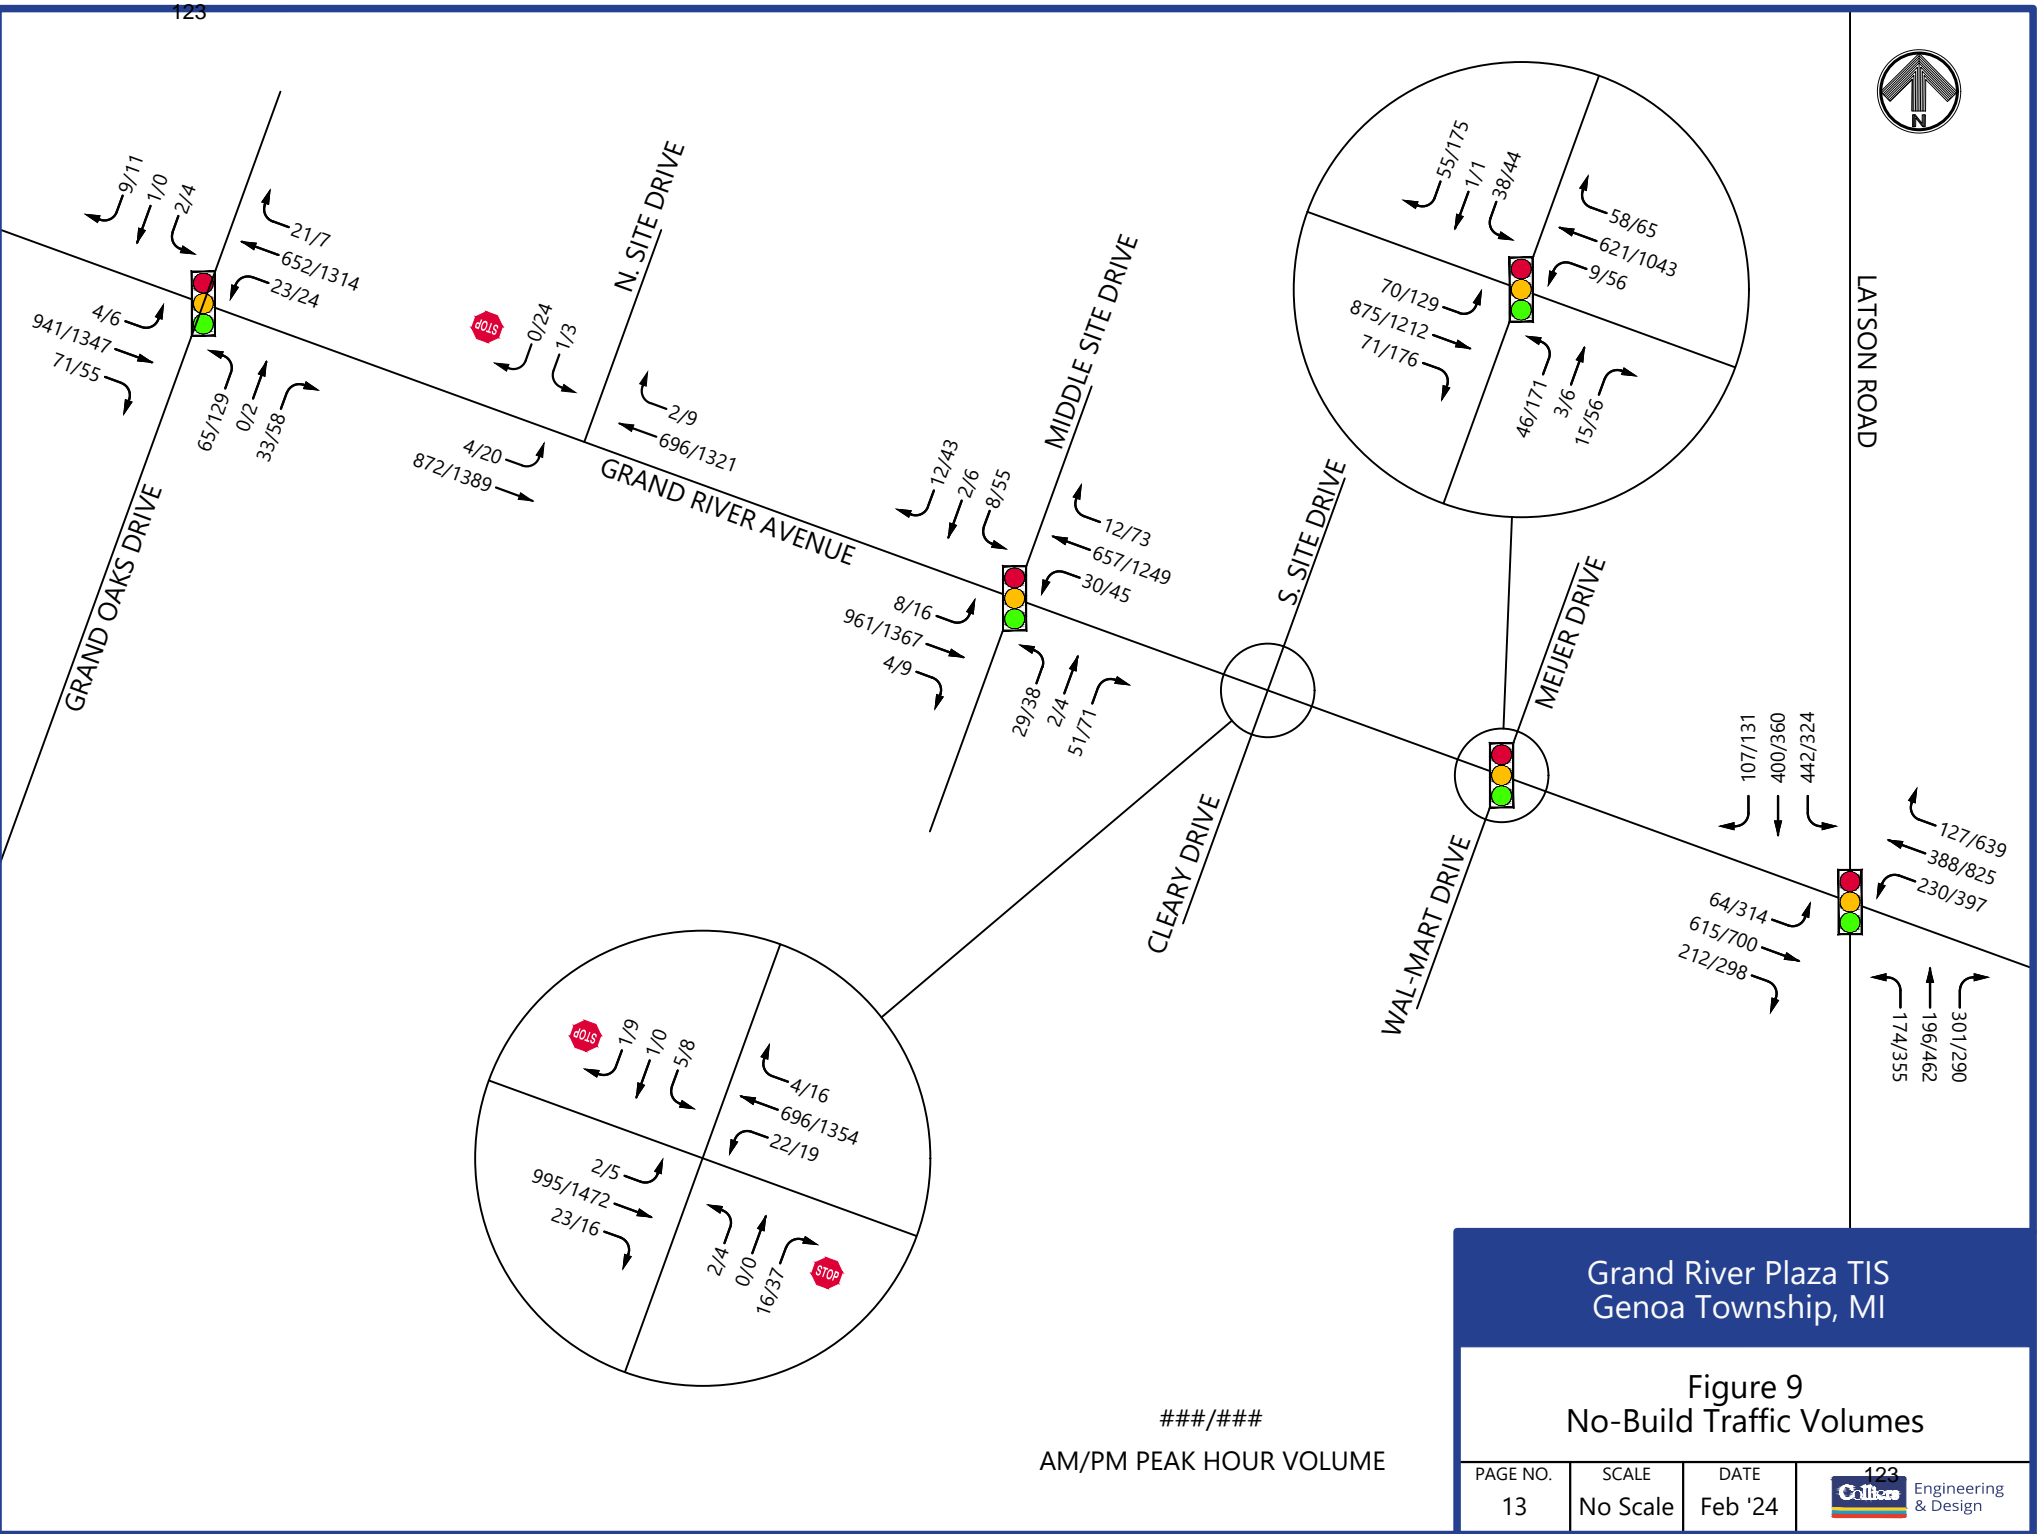 123
9/11
1/0
2/4
21/7
652/1314
23/24
4/6
941/1347
71/55
65/129
0/2
33/58
GRAND OAKS DRIVE
STOP
0/24
1/3
N. SITE DRIVE
2/9
696/1321
4/20
872/1389
GRAND RIVER AVENUE
12/43
2/6
8/55
MIDDLE SITE DRIVE
12/73
657/1249
30/45
8/16
961/1367
4/9
29/38
2/4
51/71
S. SITE DRIVE
CLEARY DRIVE
55/175
1/1
38/44
58/65
621/1043
9/56
70/129
875/1212
71/176
46/171
3/6
15/56
MEIJER DRIVE
WAL-MART DRIVE
N
LATSON ROAD
107/131
400/360
442/324
127/639
388/825
230/397
64/314
615/700
212/298
174/355
196/462
301/290
STOP
1/9
1/0
5/8
4/16
696/1354
22/19
2/5
995/1472
23/16
2/4
0/0
16/37
STOP
###/###
AM/PM PEAK HOUR VOLUME
Grand River Plaza TIS
Genoa Township, MI
Figure 9
No-Build Traffic Volumes
PAGE NO.
13
SCALE
No Scale
DATE
Feb '24
123
Colliers
Engineering
& Design